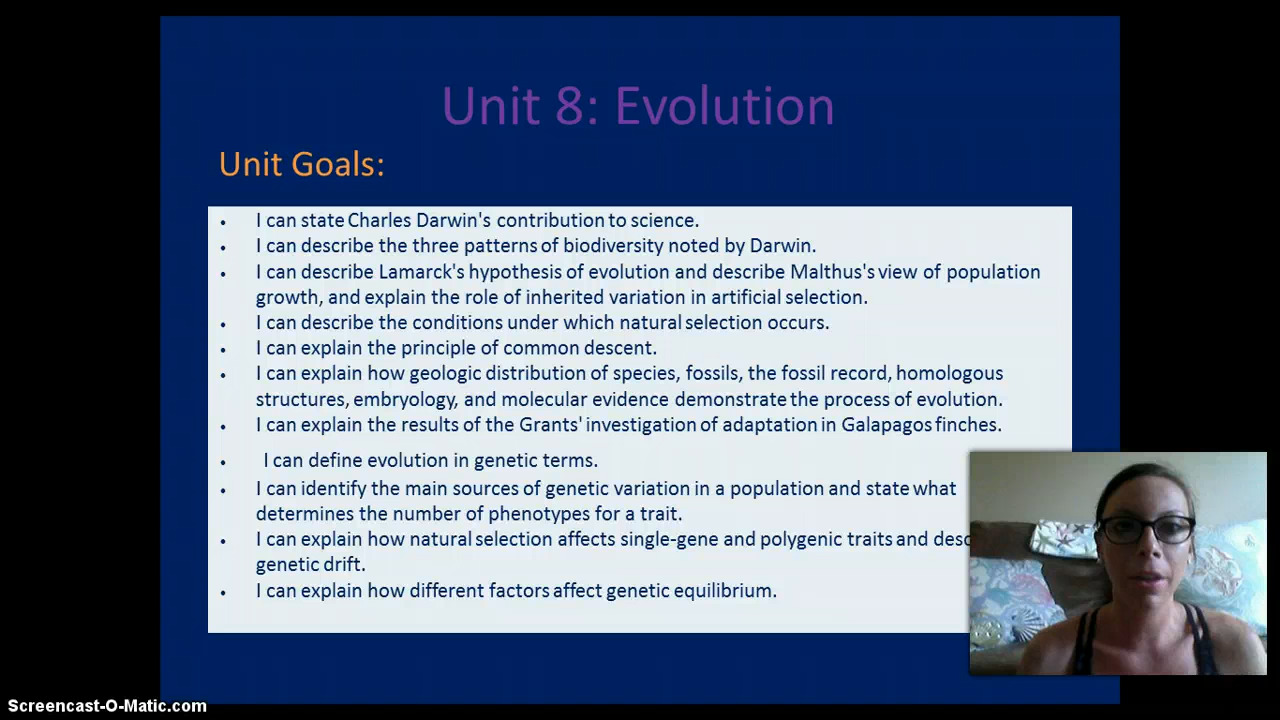 Unit 8: Evolution
Unit Goals:
• I can state Charles Darwin's contribution to science.
• I can describe the three patterns of biodiversity noted by Darwin.
• I can describe Lamarck's hypothesis of evolution and describe Malthus's view of population
growth, and explain the role of inherited variation in artificial selection.
• I can describe the conditions under which natural selection occurs.
• I can explain the principle of common descent.
• I can explain how geologic distribution of species, fossils, the fossil record, homologous
structures, embryology, and molecular evidence demonstrate the process of evolution.
• I can explain the results of the Grants' investigation of adaptation in Galapagos finches.
• I can define evolution in genetic terms.
• I can identify the main sources of genetic variation in a population and state what
determines the number of phenotypes for a trait.
• I can explain how natural selection affects single-gene and polygenic traits and
genetic drift.
• I can explain how different factors affect genetic equilibrium.
Screencast-O-Matic.com